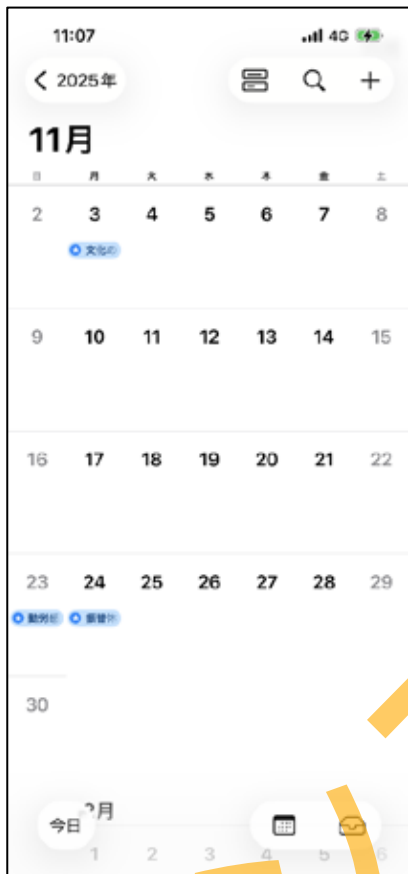 11:07
4G
2025年
11月
日 月 火 水 木 金 土
2 3 4 5 6 7 8
文化の
9 10 11 12 13 14 15
16 17 18 19 20 21 22
23 24 25 26 27 28 29
勤労 振替休
30
月
今日
1 2 3 4 5 6